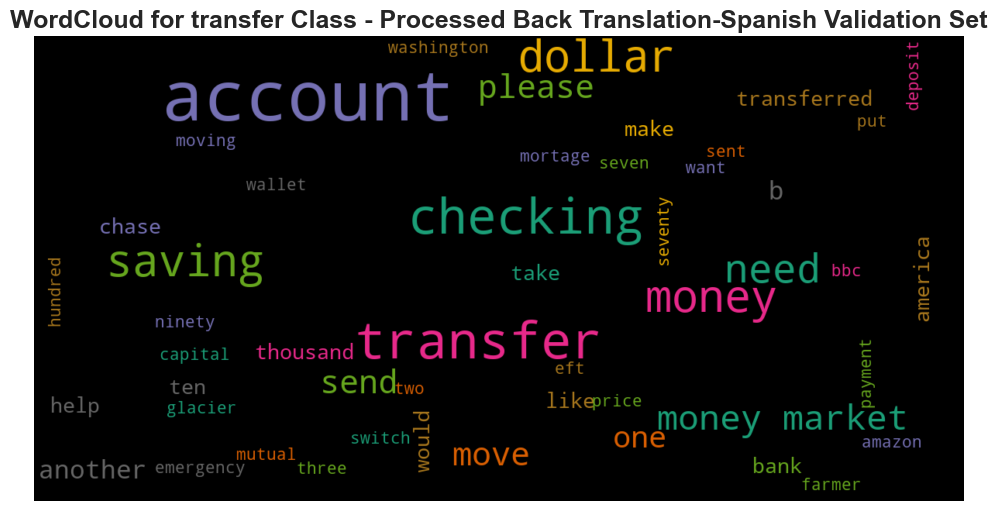 WordCloud for transfer Class - Processed Back Translation-Spanish Validation Set
washington
dollar
deposit
account
please
transferred
put
make
moving
mortage
seven
sent
want
wallet
b
checking
seventy
chase
saving
take
need
bbc
america
hundred
money
ninety
transfer
capital
thousand
eft
payment
send
two
ten
like
price
help
glacier
would
money market
switch
one
amazon
mutual
move
another
emergency
three
bank
farmer